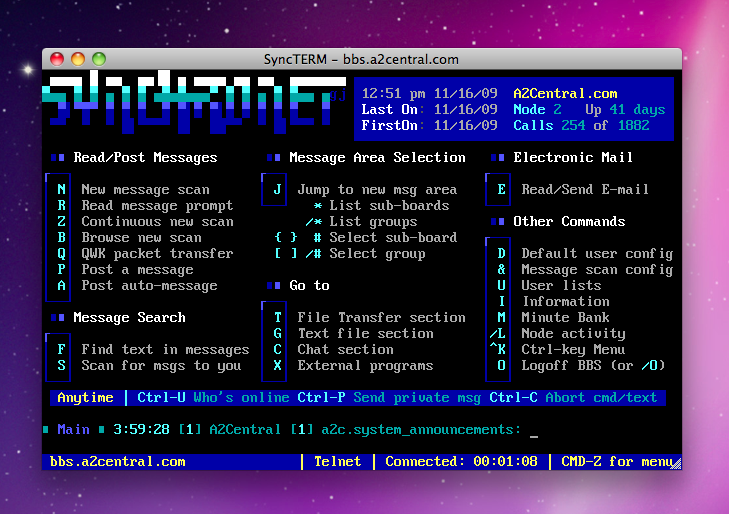 SyncTERM – bbs.a2central.com
12:51 pm 11/16/09 A2Central.com
Last On: 11/16/09 Node 2 Up 41 days
FirstOn: 11/16/09 Calls 254 of 1882
Read/Post Messages
N New message scan
R Read message prompt
Z Continuous new scan
B Browse new scan
Q QWK packet transfer
P Post a message
A Post auto-message
Message Search
F Find text in messages
S Scan for msgs to you
Message Area Selection
J Jump to new msg area
* List sub-boards
/* List groups
{ } # Select sub-board
[ ] /# Select group
Go to
T File Transfer section
G Text file section
C Chat section
X External programs
Electronic Mail
E Read/Send E-mail
Other Commands
D Default user config
& Message scan config
U User lists
I Information
M Minute Bank
/L Node activity
^K Ctrl-key Menu
O Logoff BBS (or /O)
Anytime | Ctrl-U Who's online Ctrl-P Send private msg Ctrl-C Abort cmd/text
Main 3:59:28 [1] A2Central [1] a2c.system_announcements: _
bbs.a2central.com | Telnet | Connected: 00:01:08 | CMD-Z for menu